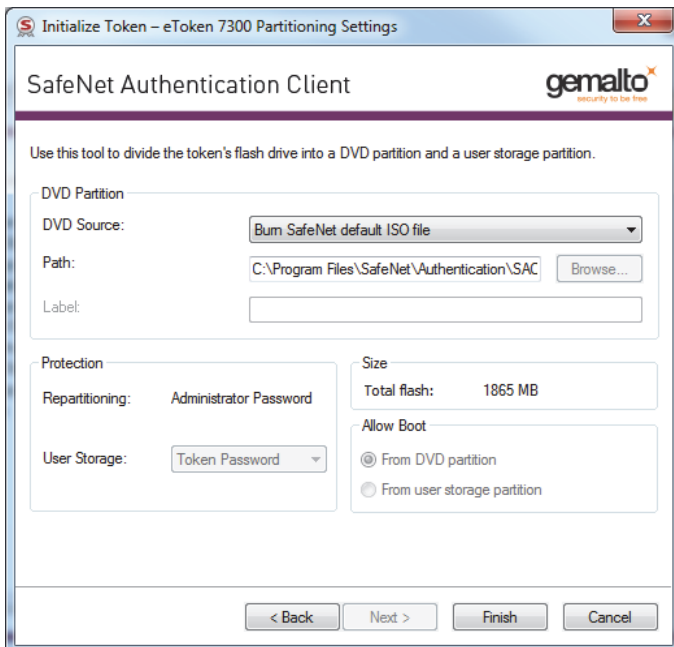 Initialize Token – eToken 7300 Partitioning Settings
SafeNet Authentication Client
gemalto
security to be free
Use this tool to divide the token's flash drive into a DVD partition and a user storage partition.
DVD Partition
DVD Source:
Burn SafeNet default ISO file
Path:
C:\Program Files\SafeNet\Authentication\SAC
Browse...
Label:
Protection
Repartitioning:
Administrator Password
User Storage:
Token Password
Size
Total flash:
1865 MB
Allow Boot
From DVD partition
From user storage partition
< Back
Next >
Finish
Cancel